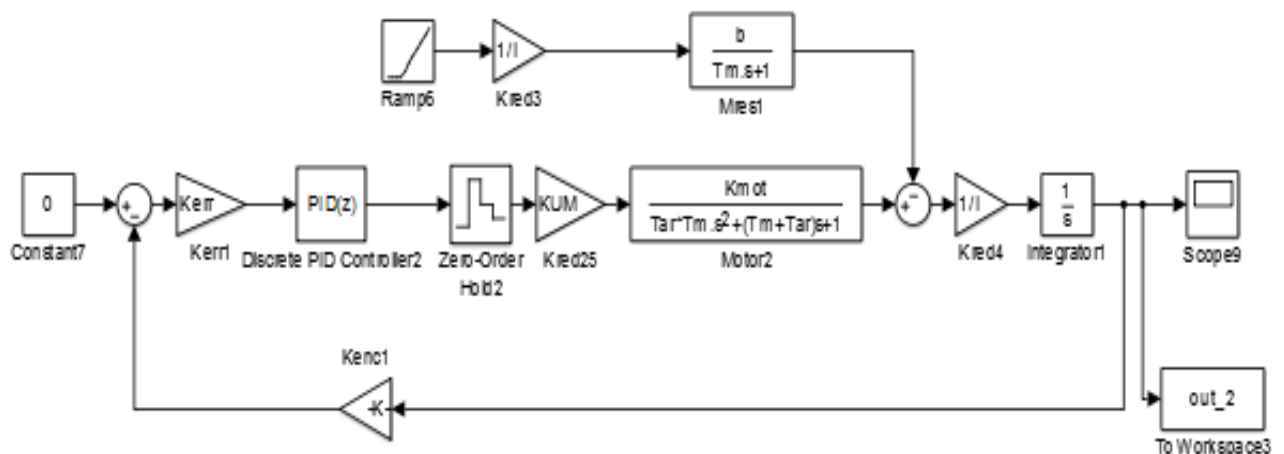 1/I
b
Tm.s+1
Ramp6
Kred3
Mres1
0
Kerr
PID(z)
KUM
Kmot
Tar*Tm.s²+(Tm+Tar)s+1
1/I
1
s
Constant7
Kerr1
Discrete PID Controller2
Zero-Order
Hold2
Kred25
Motor2
Kred4
Integrator1
Scope9
Kenc1
-K-
out_2
To Workspace3